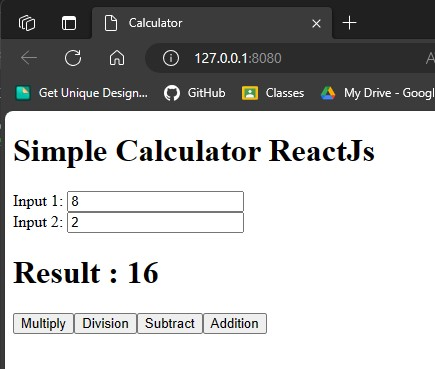 Calculator
127.0.0.1:8080
Get Unique Design... GitHub Classes My Drive - Googl
Simple Calculator ReactJs
Input 1: 8
Input 2: 2
Result : 16
Multiply Division Subtract Addition